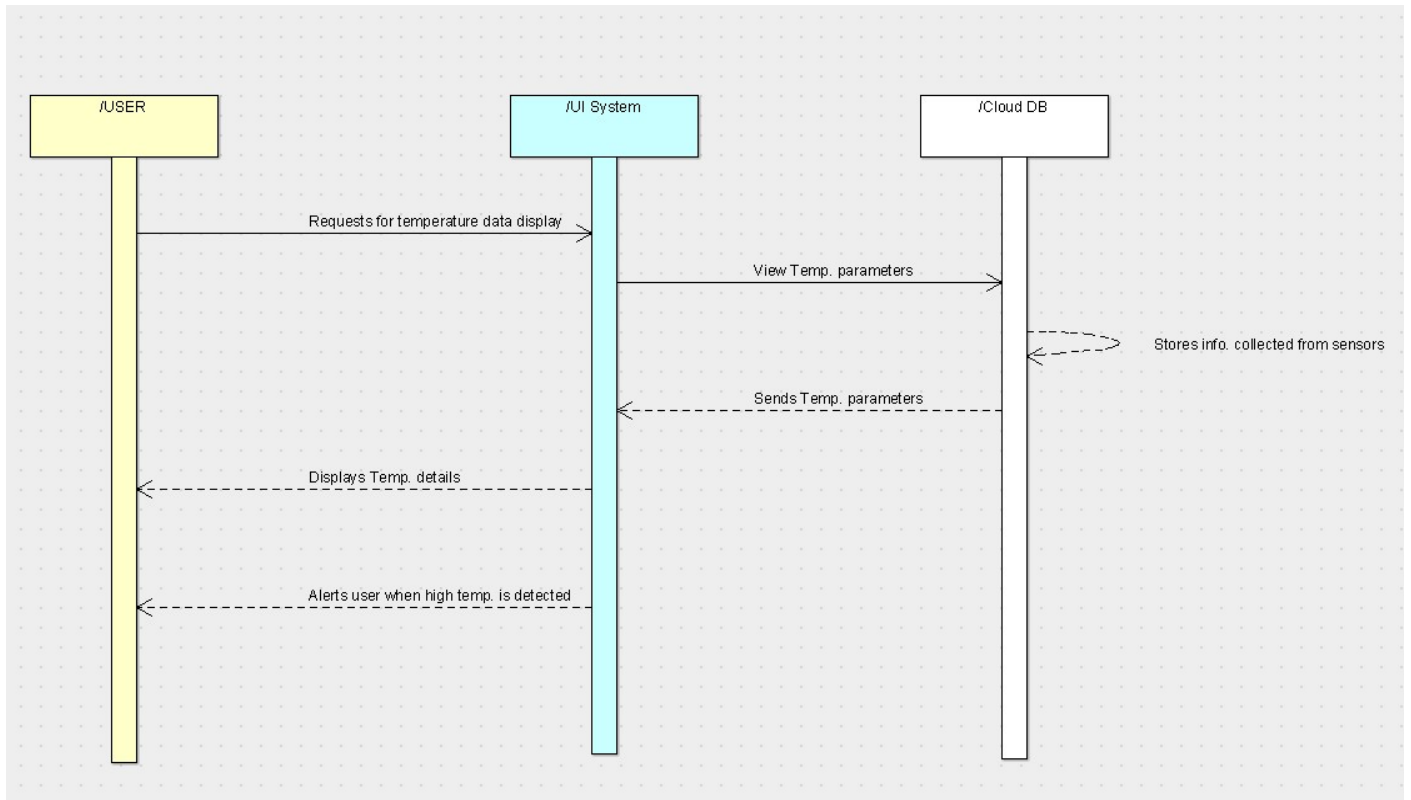 /USER
/UI System
/Cloud DB
Requests for temperature data display
View Temp. parameters
Stores info. collected from sensors
Sends Temp. parameters
Displays Temp. details
Alerts user when high temp. is detected